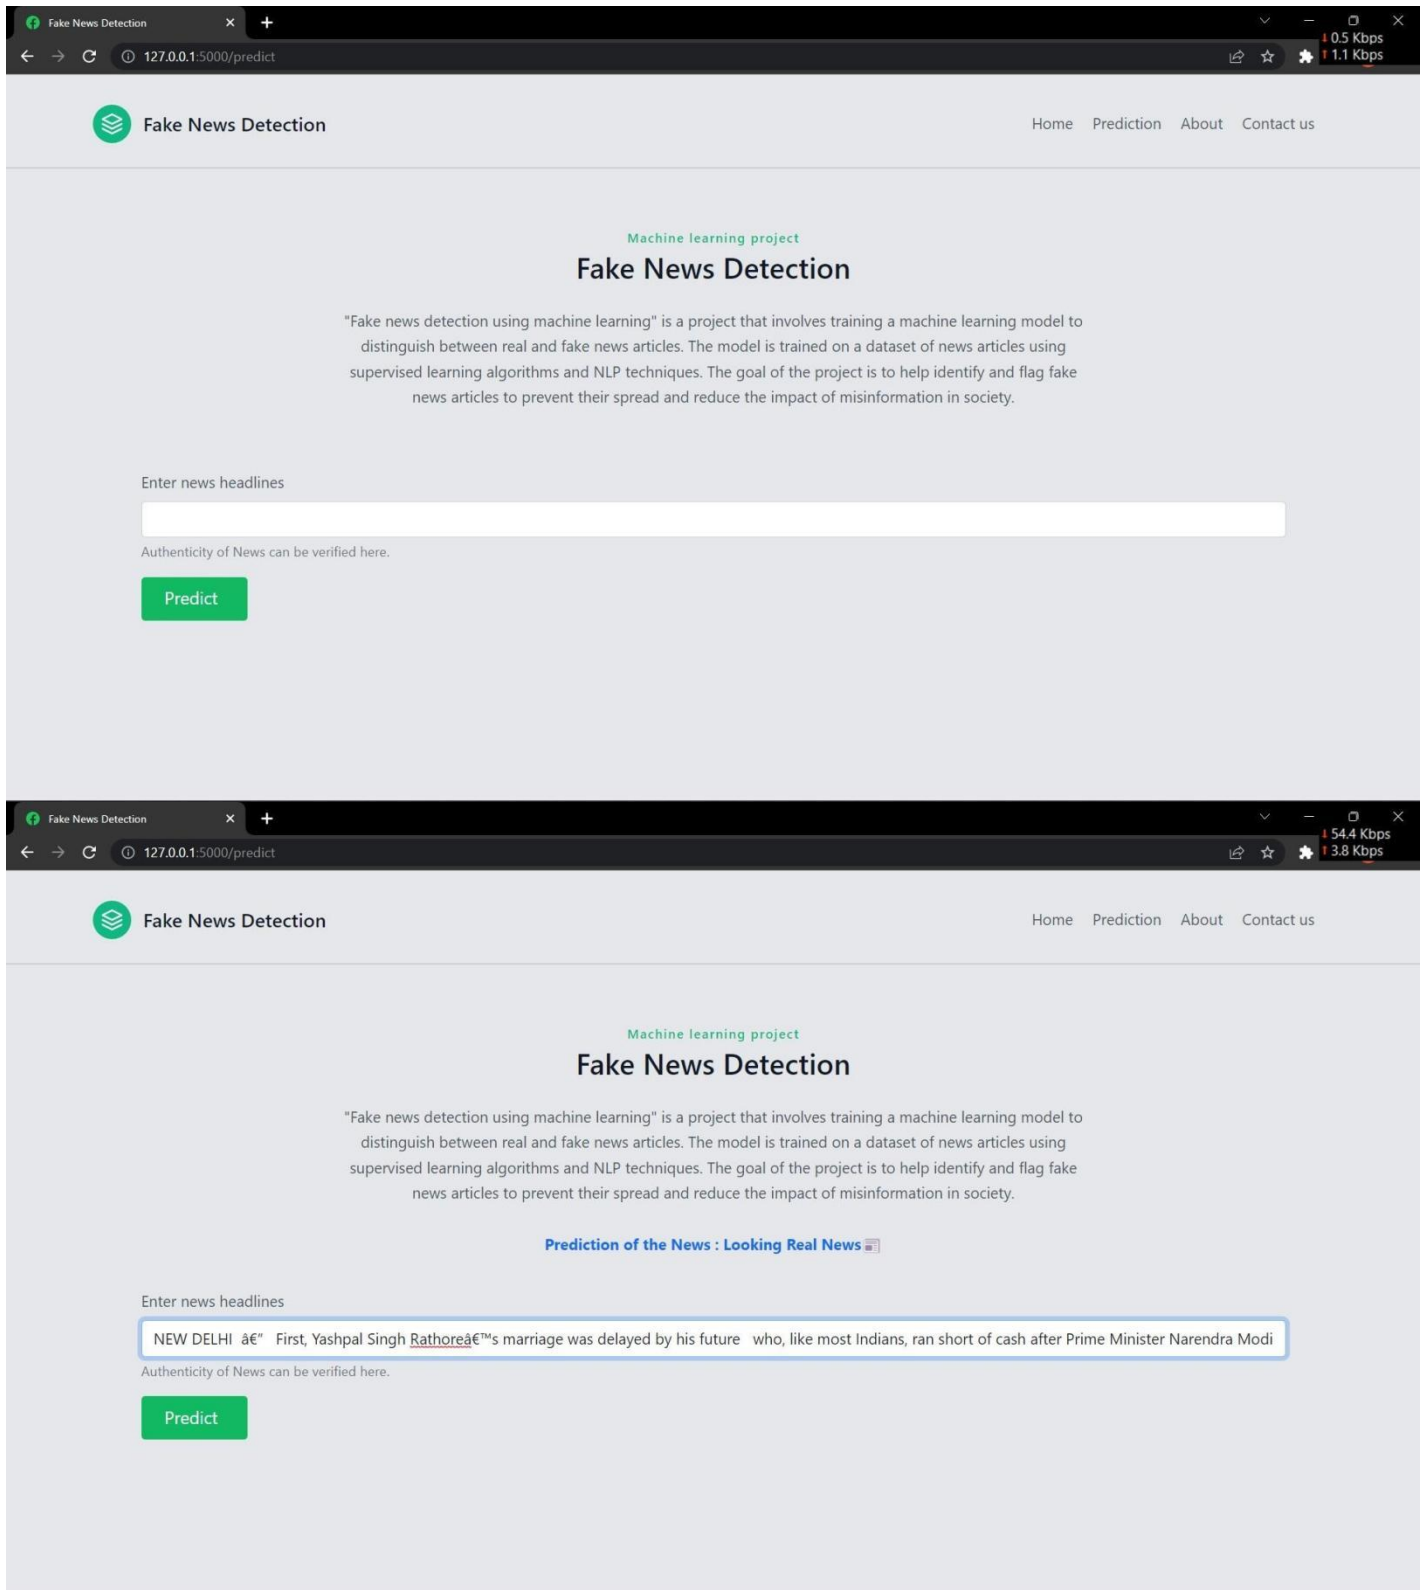 Fake News Detection
0.5 Kbps
127.0.0.1:5000/predict
1.1 Kbps
Fake News Detection
Home Prediction About Contact us
Machine learning project
Fake News Detection
"Fake news detection using machine learning" is a project that involves training a machine learning model to
distinguish between real and fake news articles. The model is trained on a dataset of news articles using
supervised learning algorithms and NLP techniques. The goal of the project is to help identify and flag fake
news articles to prevent their spread and reduce the impact of misinformation in society.
Enter news headlines
Authenticity of News can be verified here.
Predict
Fake News Detection
54.4 Kbps
127.0.0.1:5000/predict
3.8 Kbps
Fake News Detection
Home Prediction About Contact us
Machine learning project
Fake News Detection
"Fake news detection using machine learning" is a project that involves training a machine learning model to
distinguish between real and fake news articles. The model is trained on a dataset of news articles using
supervised learning algorithms and NLP techniques. The goal of the project is to help identify and flag fake
news articles to prevent their spread and reduce the impact of misinformation in society.
Prediction of the News : Looking Real News📰
Enter news headlines
NEW DELHI â€” First, Yashpal Singh Rathoreâ€™s marriage was delayed by his future who, like most Indians, ran short of cash after Prime Minister Narendra Modi
Authenticity of News can be verified here.
Predict